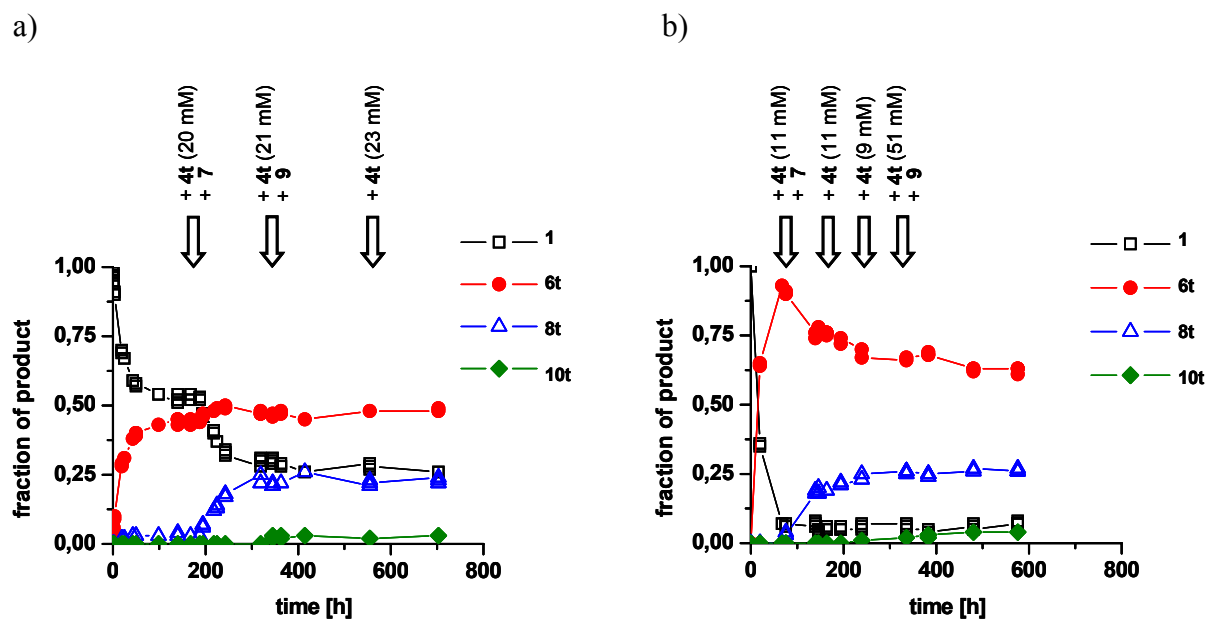 a)
+ 4t (20 mM)
+ 7
+ 4t (21 mM)
+ 9
+ 4t (23 mM)
1,00
0,75
0,50
0,25
0,00
fraction of product
0
200
400
600
800
time [h]
1
6t
8t
10t
b)
+ 4t (11 mM)
+ 7
+ 4t (11 mM)
+ 4t (9 mM)
+ 4t (51 mM)
+ 9
1,00
0,75
0,50
0,25
0,00
fraction of product
0
200
400
600
800
time [h]
1
6t
8t
10t